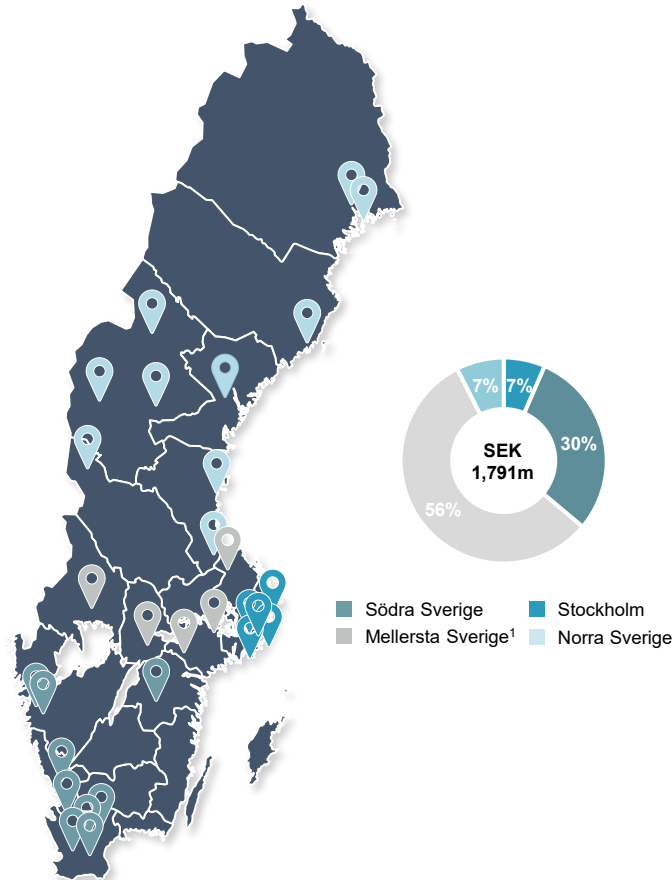 7%
7%
SEK
1,791m
30%
56%
Södra Sverige
Stockholm
Mellersta Sverige¹
Norra Sverige